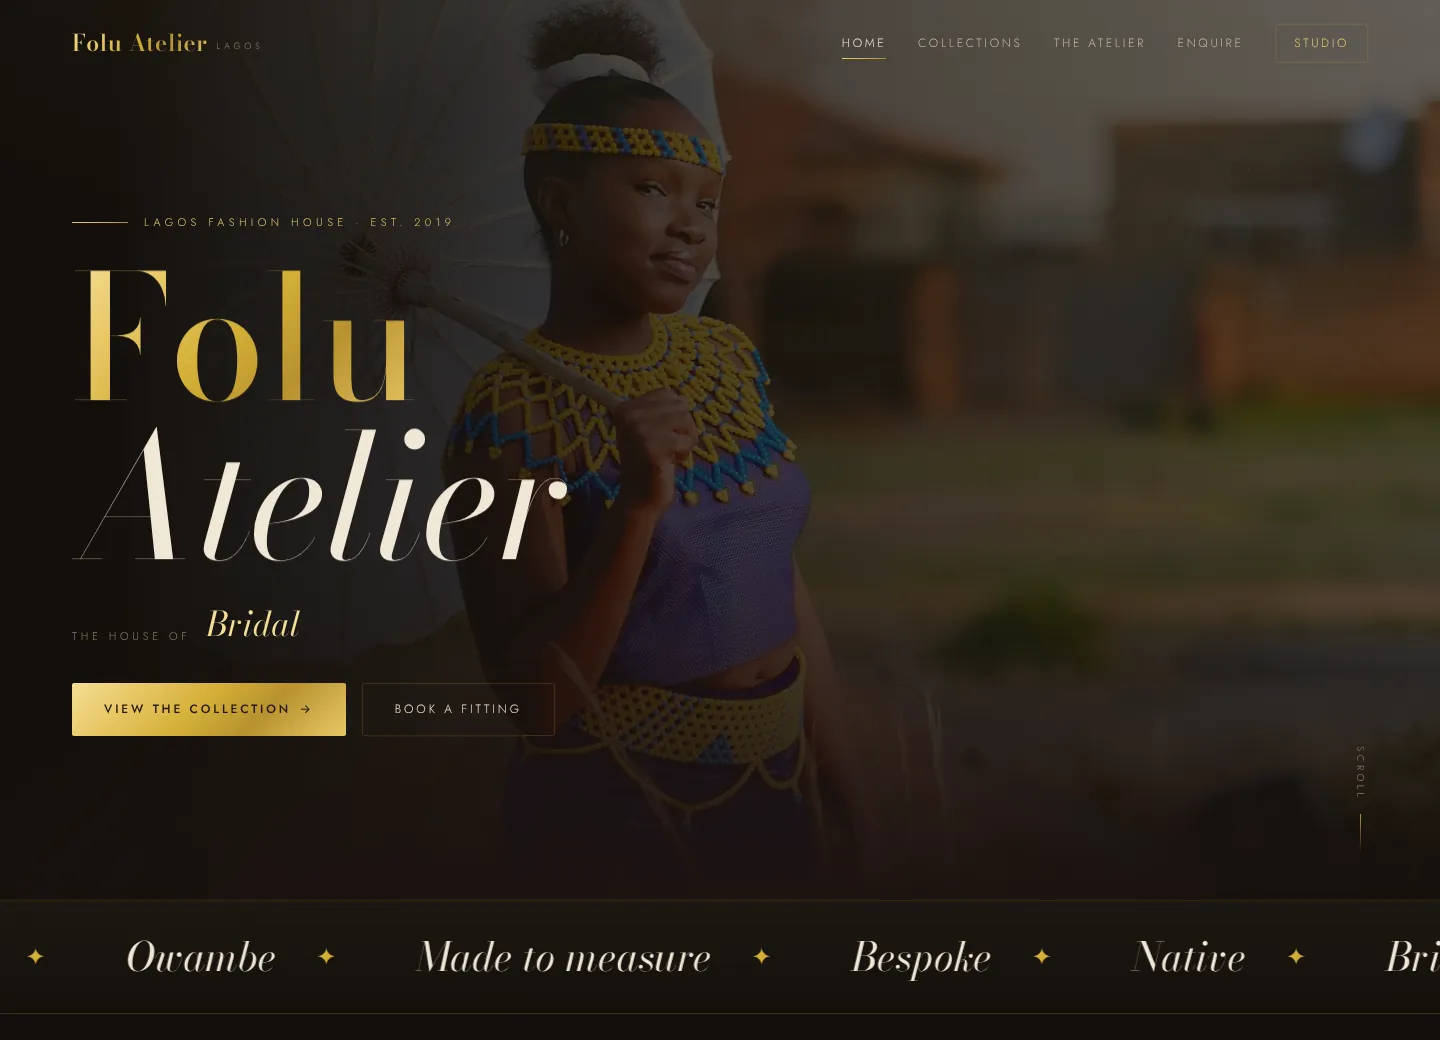 Folu Atelier LAGOS
HOME COLLECTIONS THE ATELIER ENQUIRE STUDIO
LAGOS FASHION HOUSE · EST. 2019
Folu
Atelier
THE HOUSE OF Bridal
VIEW THE COLLECTION →
BOOK A FITTING
SCROLL
✦ Owambe ✦ Made to measure ✦ Bespoke ✦ Native ✦ Bri